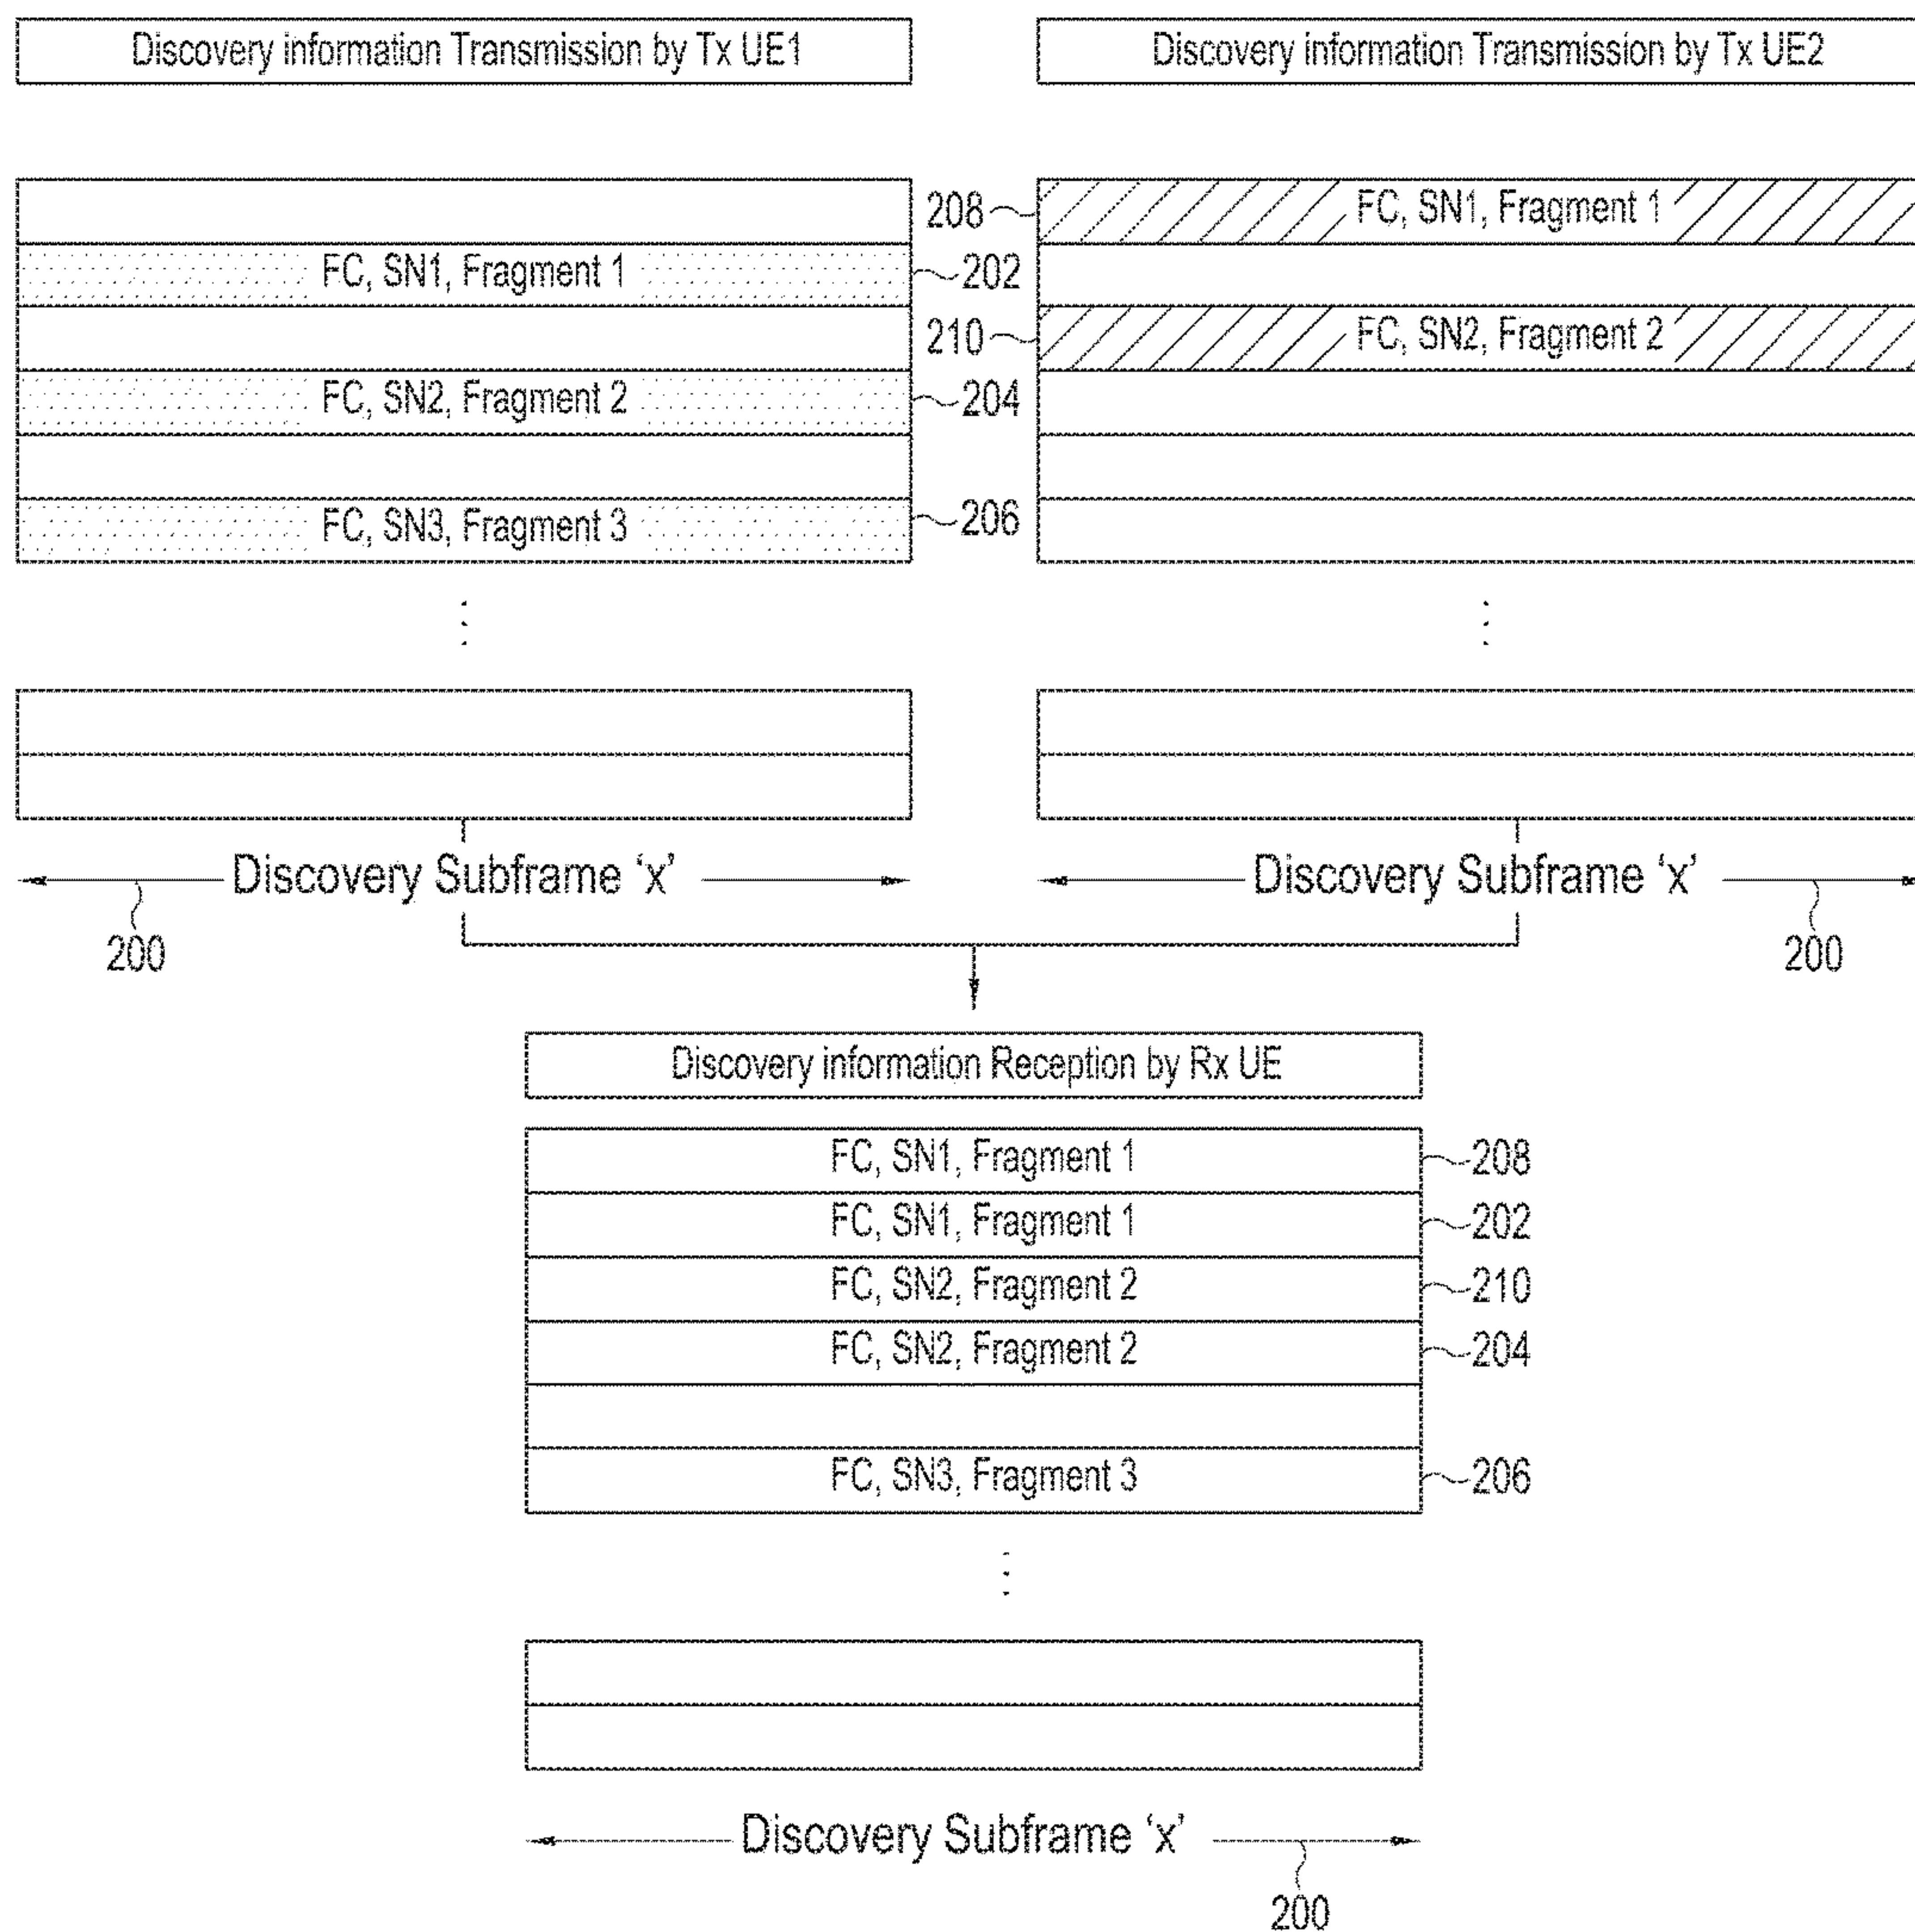 Discovery information Transmission by Tx UE1
Discovery information Transmission by Tx UE2
208
FC, SN1, Fragment 1
FC, SN1, Fragment 1
202
210
FC, SN2, Fragment 2
FC, SN2, Fragment 2
204
FC, SN3, Fragment 3
206
Discovery Subframe ‘x’
Discovery Subframe ‘x’
200
200
Discovery information Reception by Rx UE
FC, SN1, Fragment 1
208
FC, SN1, Fragment 1
202
FC, SN2, Fragment 2
210
FC, SN2, Fragment 2
204
FC, SN3, Fragment 3
206
Discovery Subframe ‘x’
200